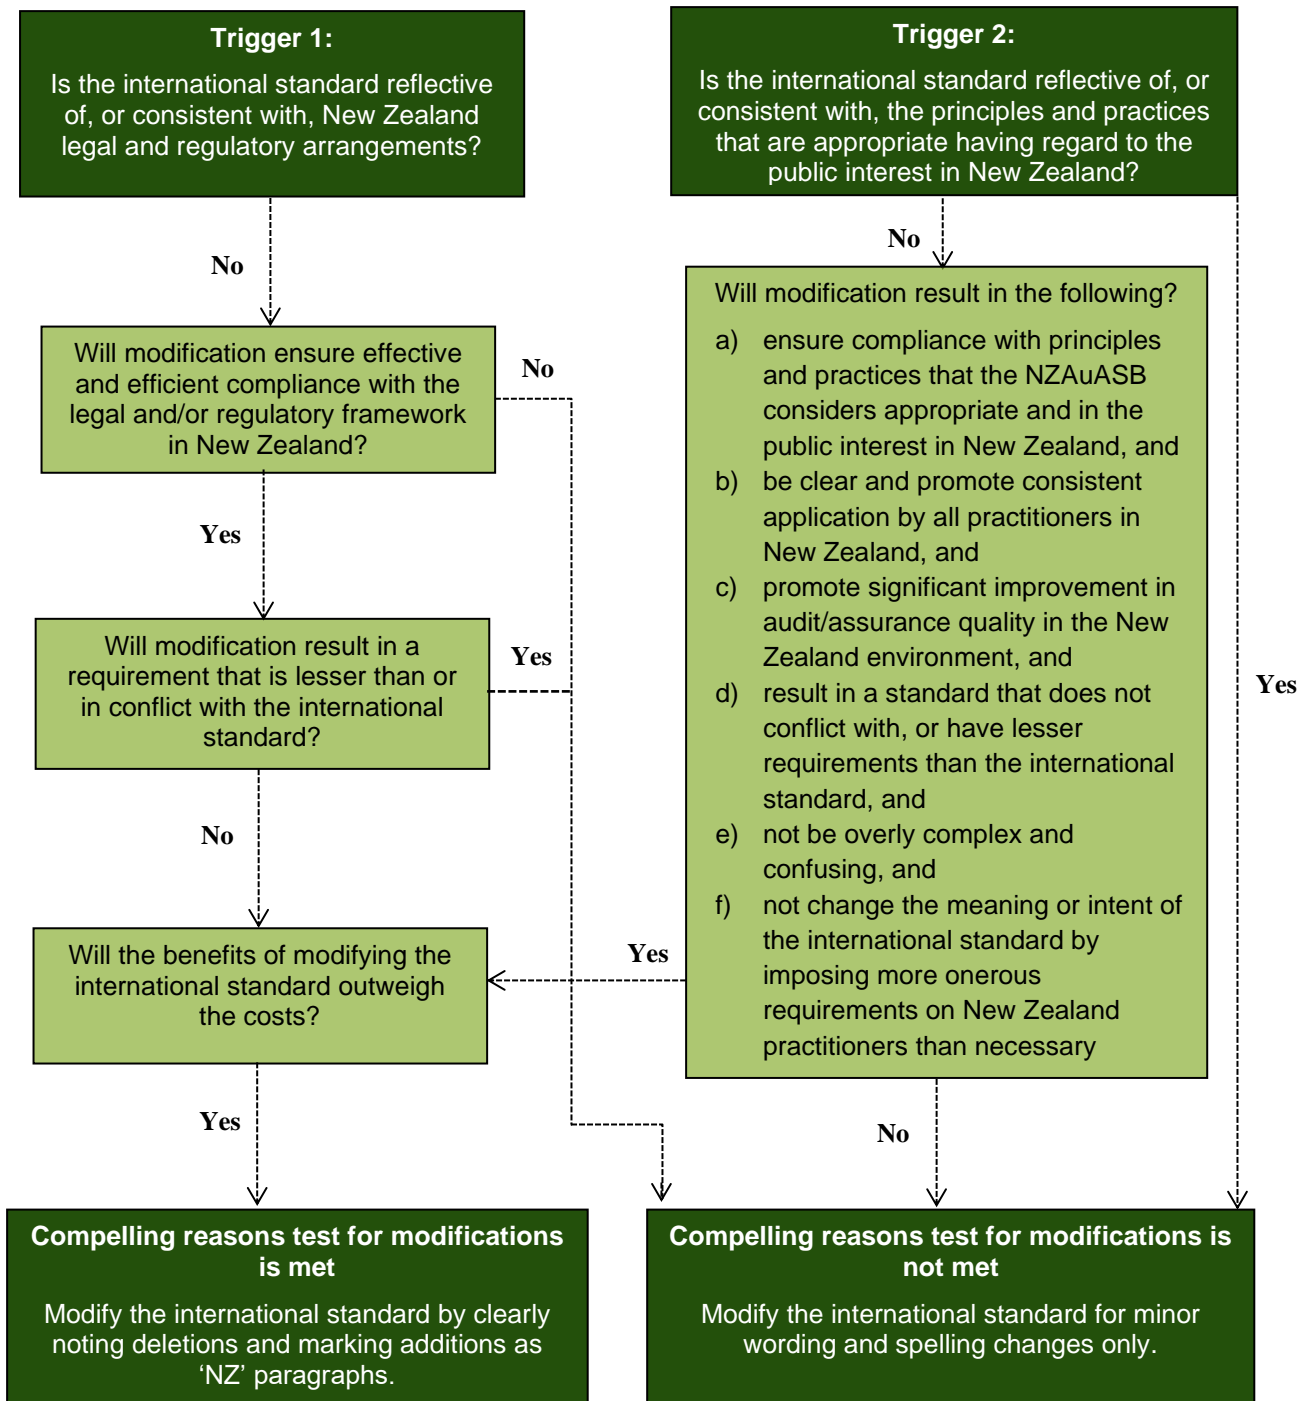 Trigger 1:
Is the international standard reflective
of, or consistent with, New Zealand
legal and regulatory arrangements?
Trigger 2:
Is the international standard reflective of, or
consistent with, the principles and practices
that are appropriate having regard to the
public interest in New Zealand?
No
No
Will modification ensure effective
and efficient compliance with the
legal and/or regulatory framework
in New Zealand?
No
Yes
Will modification result in a
requirement that is lesser than or
in conflict with the international
standard?
Yes
No
Will the benefits of modifying the
international standard outweigh
the costs?
Yes
Will modification result in the following?
a) ensure compliance with principles
and practices that the NZAuASB
considers appropriate and in the
public interest in New Zealand, and
b) be clear and promote consistent
application by all practitioners in
New Zealand, and
c) promote significant improvement in
audit/assurance quality in the New
Zealand environment, and
d) result in a standard that does not
conflict with, or have lesser
requirements than the international
standard, and
e) not be overly complex and
confusing, and
f) not change the meaning or intent of
the international standard by
imposing more onerous
requirements on New Zealand
practitioners than necessary
Yes
Yes
No
Compelling reasons test for modifications
is met
Modify the international standard by clearly
noting deletions and marking additions as
‘NZ’ paragraphs.
Compelling reasons test for modifications is
not met
Modify the international standard for minor
wording and spelling changes only.